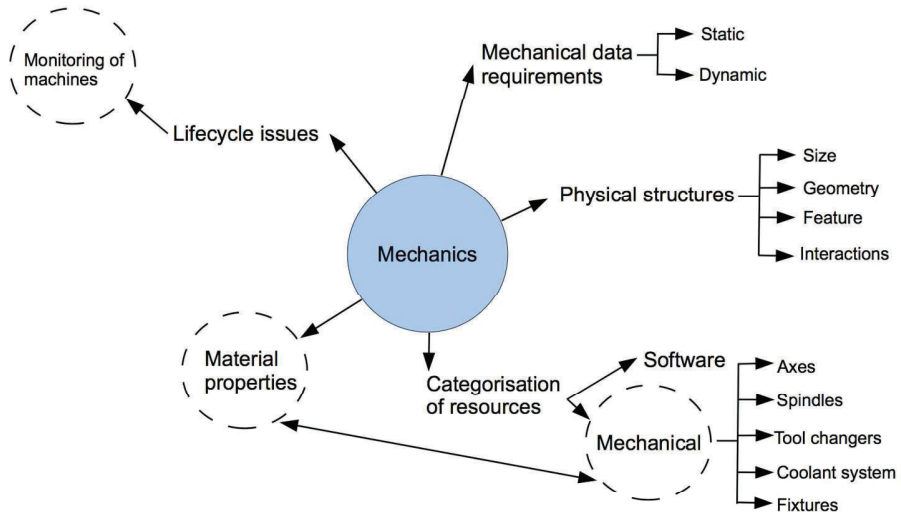 Monitoring of
machines
Lifecycle issues
Mechanical data
requirements
Static
Dynamic
Physical structures
Size
Geometry
Feature
Interactions
Mechanics
Material
properties
Categorisation
of resources
Software
Mechanical
Axes
Spindles
Tool changers
Coolant system
Fixtures